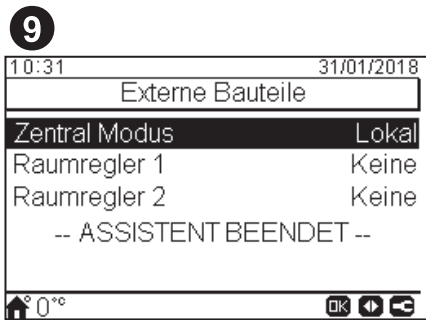 9
10:31 31/01/2018
Externe Bauteile
Zentral Modus Lokal
Raumregler 1 Keine
Raumregler 2 Keine
-- ASSISTENT BEENDET --
0°C OK